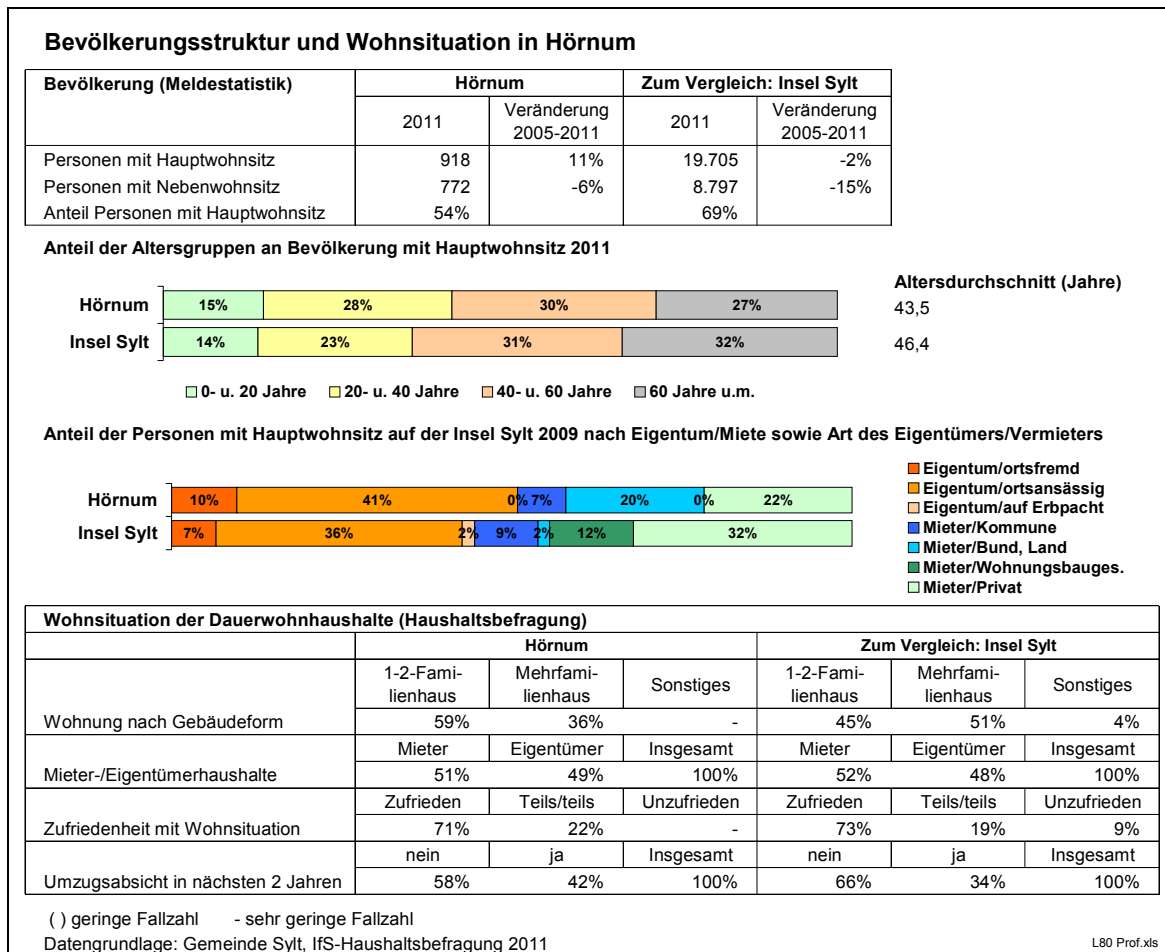 Bevölkerungsstruktur und Wohnsituation in Hörnum
Bevölkerung (Meldestatistik) Hörnum Zum Vergleich: Insel Sylt
2011 Veränderung 2005-2011 2011 Veränderung 2005-2011
Personen mit Hauptwohnsitz 918 11% 19.705 -2%
Personen mit Nebenwohnsitz 772 -6% 8.797 -15%
Anteil Personen mit Hauptwohnsitz 54% 69%
Anteil der Altersgruppen an Bevölkerung mit Hauptwohnsitz 2011
Altersdurchschnitt (Jahre)
Hörnum 15% 28% 30% 27% 43,5
Insel Sylt 14% 23% 31% 32% 46,4
0- u. 20 Jahre 20- u. 40 Jahre 40- u. 60 Jahre 60 Jahre u.m.
Anteil der Personen mit Hauptwohnsitz auf der Insel Sylt 2009 nach Eigentum/Miete sowie Art des Eigentümers/Vermieters
Hörnum 10% 41% 0% 7% 20% 0% 22%
Insel Sylt 7% 36% 2% 9% 2% 12% 32%
Eigentum/ortsfremd
Eigentum/ortsansässig
Eigentum/auf Erbpacht
Mieter/Kommune
Mieter/Bund, Land
Mieter/Wohnungsbauges.
Mieter/Privat
Wohnsituation der Dauerwohnhaushalte (Haushaltsbefragung)
Hörnum Zum Vergleich: Insel Sylt
1-2-Fami- Mehrfami- Sonstiges 1-2-Fami- Mehrfami- Sonstiges
lienhaus lienhaus lienhaus lienhaus
Wohnung nach Gebäudeform 59% 36% - 45% 51% 4%
Mieter Eigentümer Insgesamt Mieter Eigentümer Insgesamt
Mieter-/Eigentümerhaushalte 51% 49% 100% 52% 48% 100%
Zufrieden Teils/teils Unzufrieden Zufrieden Teils/teils Unzufrieden
Zufriedenheit mit Wohnsituation 71% 22% - 73% 19% 9%
nein ja Insgesamt nein ja Insgesamt
Umzugsabsicht in nächsten 2 Jahren 58% 42% 100% 66% 34% 100%
( ) geringe Fallzahl - sehr geringe Fallzahl
Datengrundlage: Gemeinde Sylt, IfS-Haushaltsbefragung 2011
L80 Prof.xls